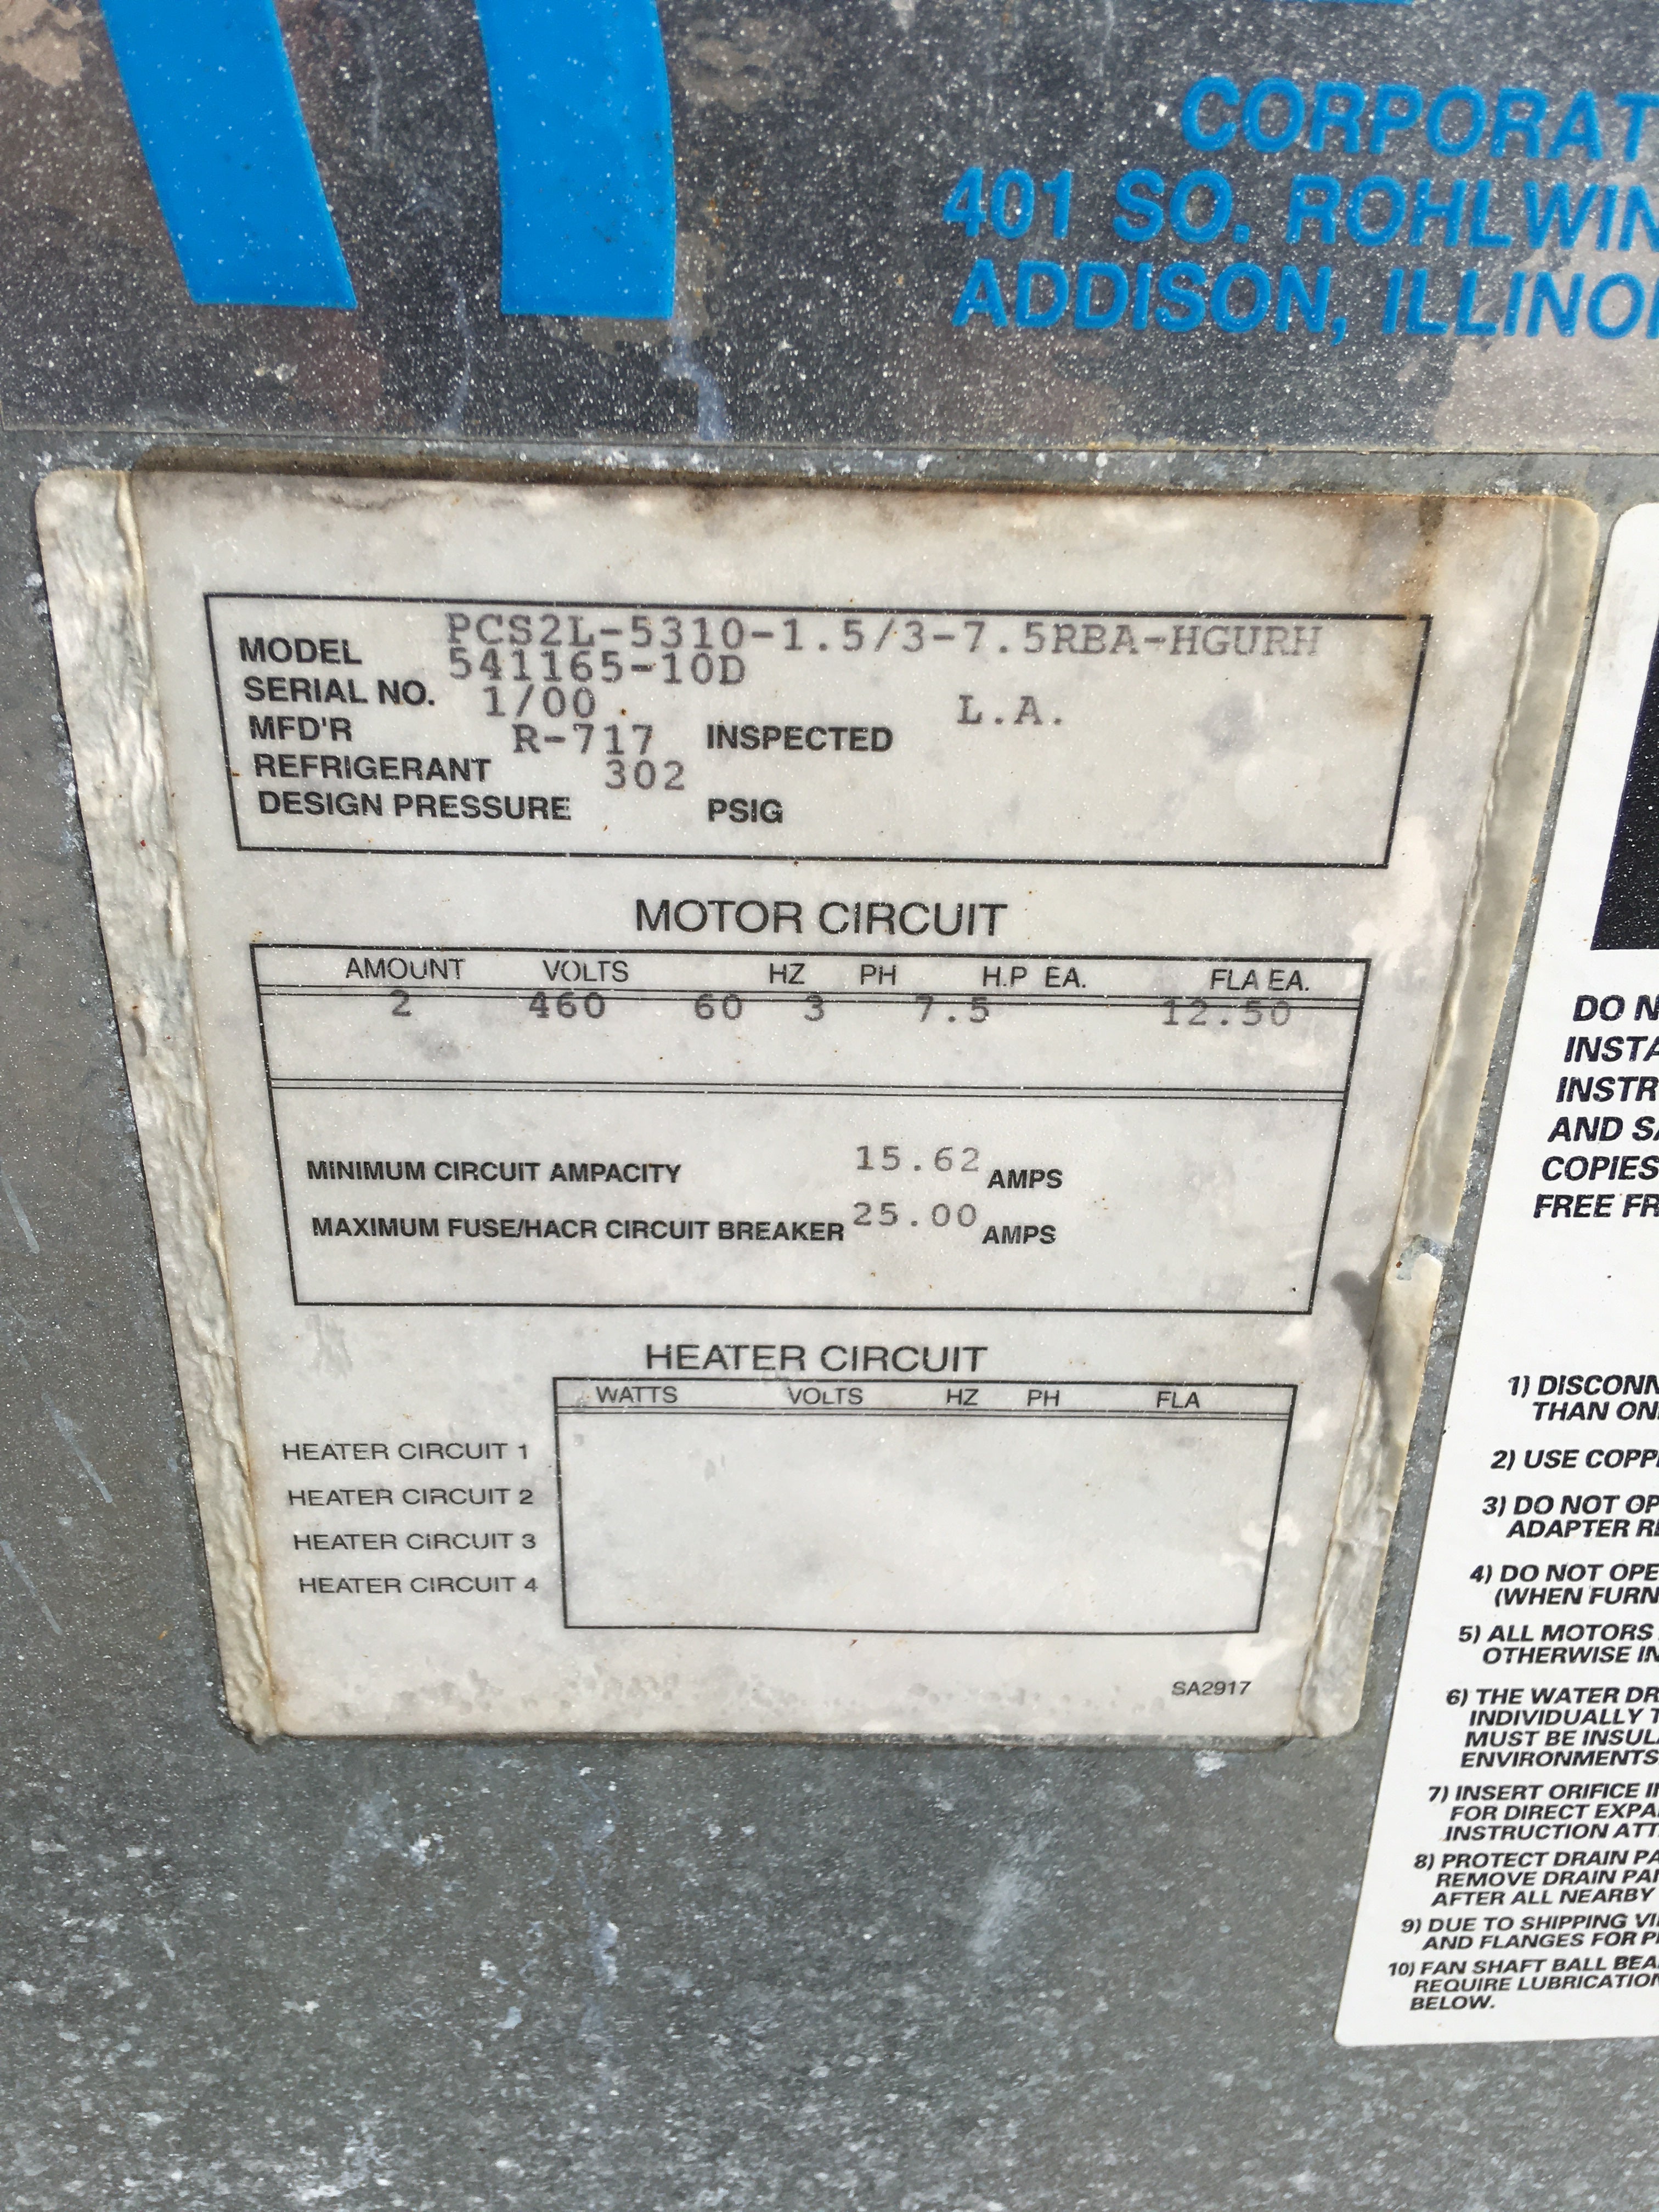 CORPORAT
401 SO. ROHLWIN
ADDISON, ILLINOI
MODEL PCS2L-5310-1.5/3-7.5RBA-HGURH
SERIAL NO. 541165-10D
MFD'R 1/00 INSPECTED L.A.
REFRIGERANT R-717
DESIGN PRESSURE 302 PSIG
MOTOR CIRCUIT
AMOUNT VOLTS HZ PH H.P EA. FLA EA.
2 460 60 3 7.5 12.50
MINIMUM CIRCUIT AMPACITY 15.62 AMPS
MAXIMUM FUSE/HACR CIRCUIT BREAKER 25.00 AMPS
HEATER CIRCUIT
WATTS VOLTS HZ PH FLA
HEATER CIRCUIT 1
HEATER CIRCUIT 2
HEATER CIRCUIT 3
HEATER CIRCUIT 4
SA2917
DO N
INSTA
INSTR
AND SA
COPIES
FREE FR
1) DISCONN
THAN ON
2) USE COPP
3) DO NOT OP
ADAPTER R
4) DO NOT OPE
(WHEN FURN
5) ALL MOTORS
OTHERWISE IN
6) THE WATER DR
INDIVIDUALLY T
MUST BE INSUL
ENVIRONMENTS
7) INSERT ORIFICE I
FOR DIRECT EXPA
INSTRUCTION ATT
8) PROTECT DRAIN PA
REMOVE DRAIN PA
AFTER ALL NEARBY
9) DUE TO SHIPPING VI
AND FLANGES FOR P
10) FAN SHAFT BALL BEA
REQUIRE LUBRICATION
BELOW.